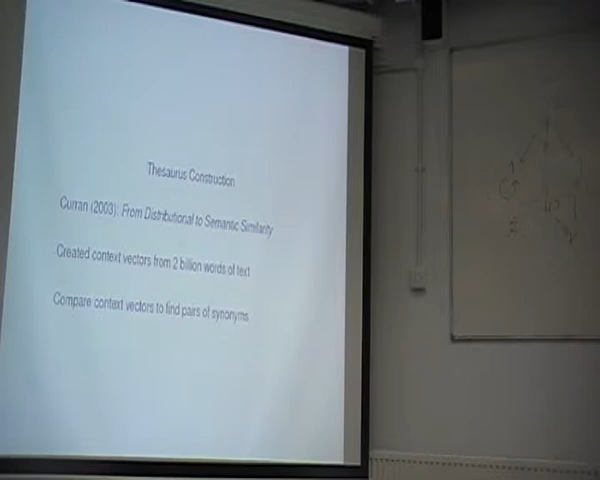 Thesaurus Construction
Curran (2003): From Distributional to Semantic Similarity
Created context vectors from 2 billion words of text
Compare context vectors to find pairs of synonyms